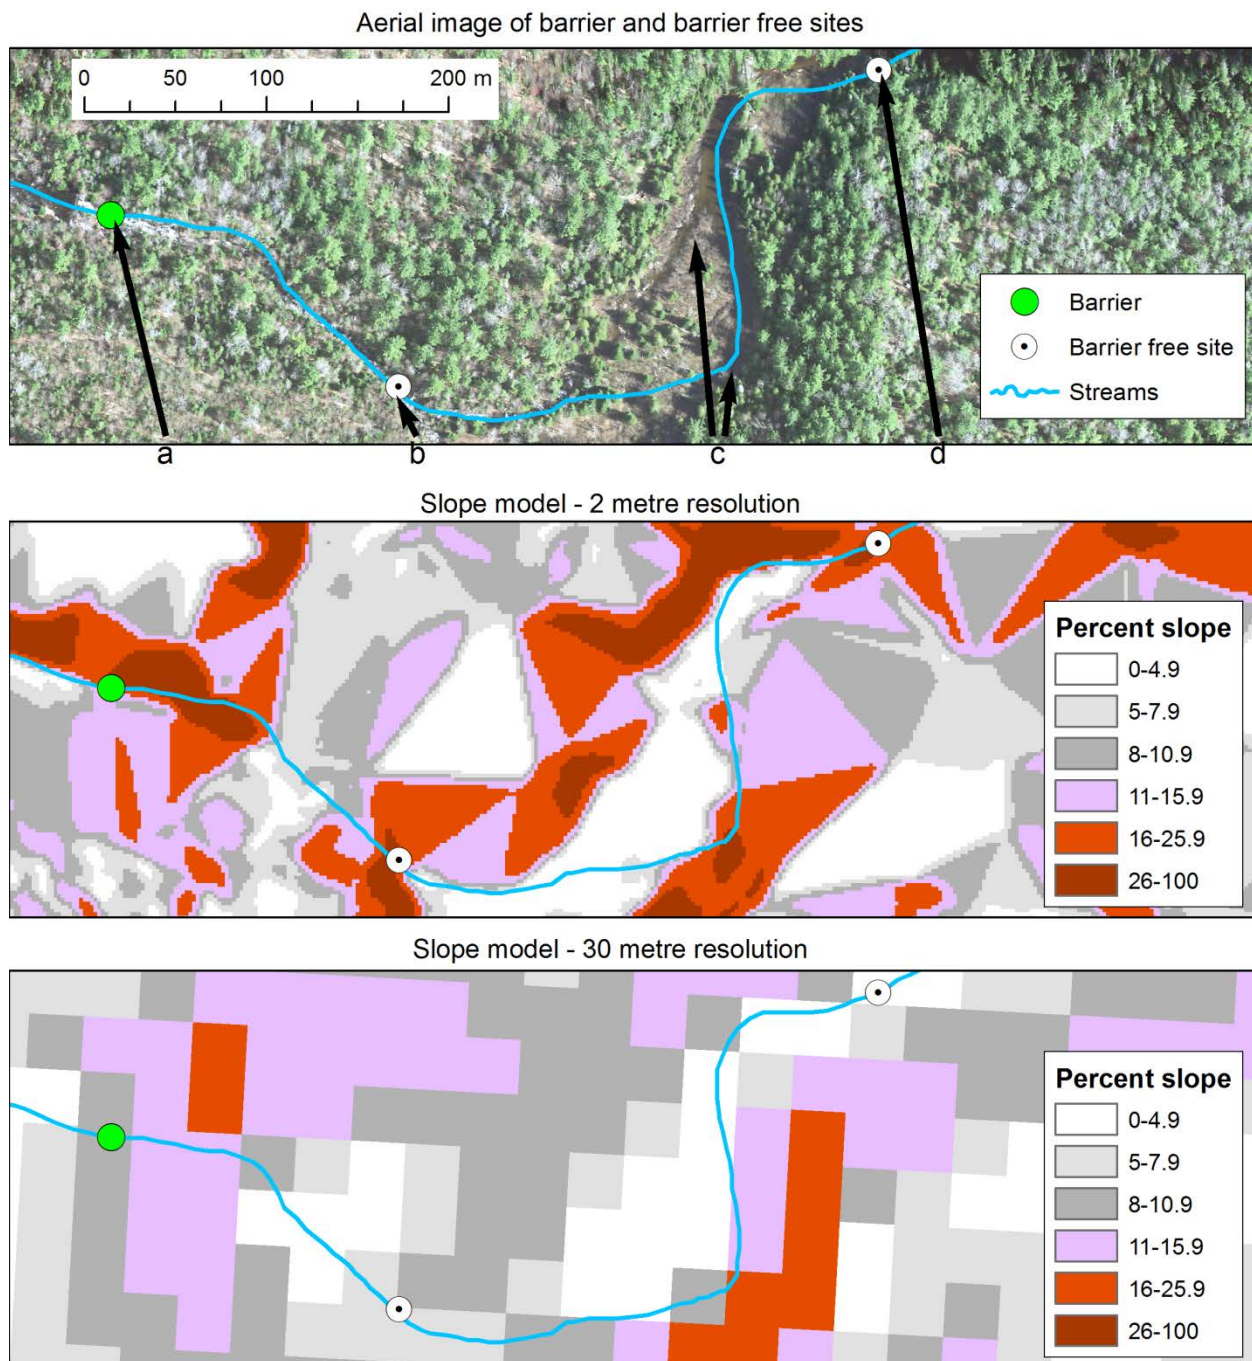 Aerial image of barrier and barrier free sites
0 50 100 200 m
Barrier
Barrier free site
Streams
a b c d
Slope model - 2 metre resolution
Percent slope
0-4.9
5-7.9
8-10.9
11-15.9
16-25.9
26-100
Slope model - 30 metre resolution
Percent slope
0-4.9
5-7.9
8-10.9
11-15.9
16-25.9
26-100